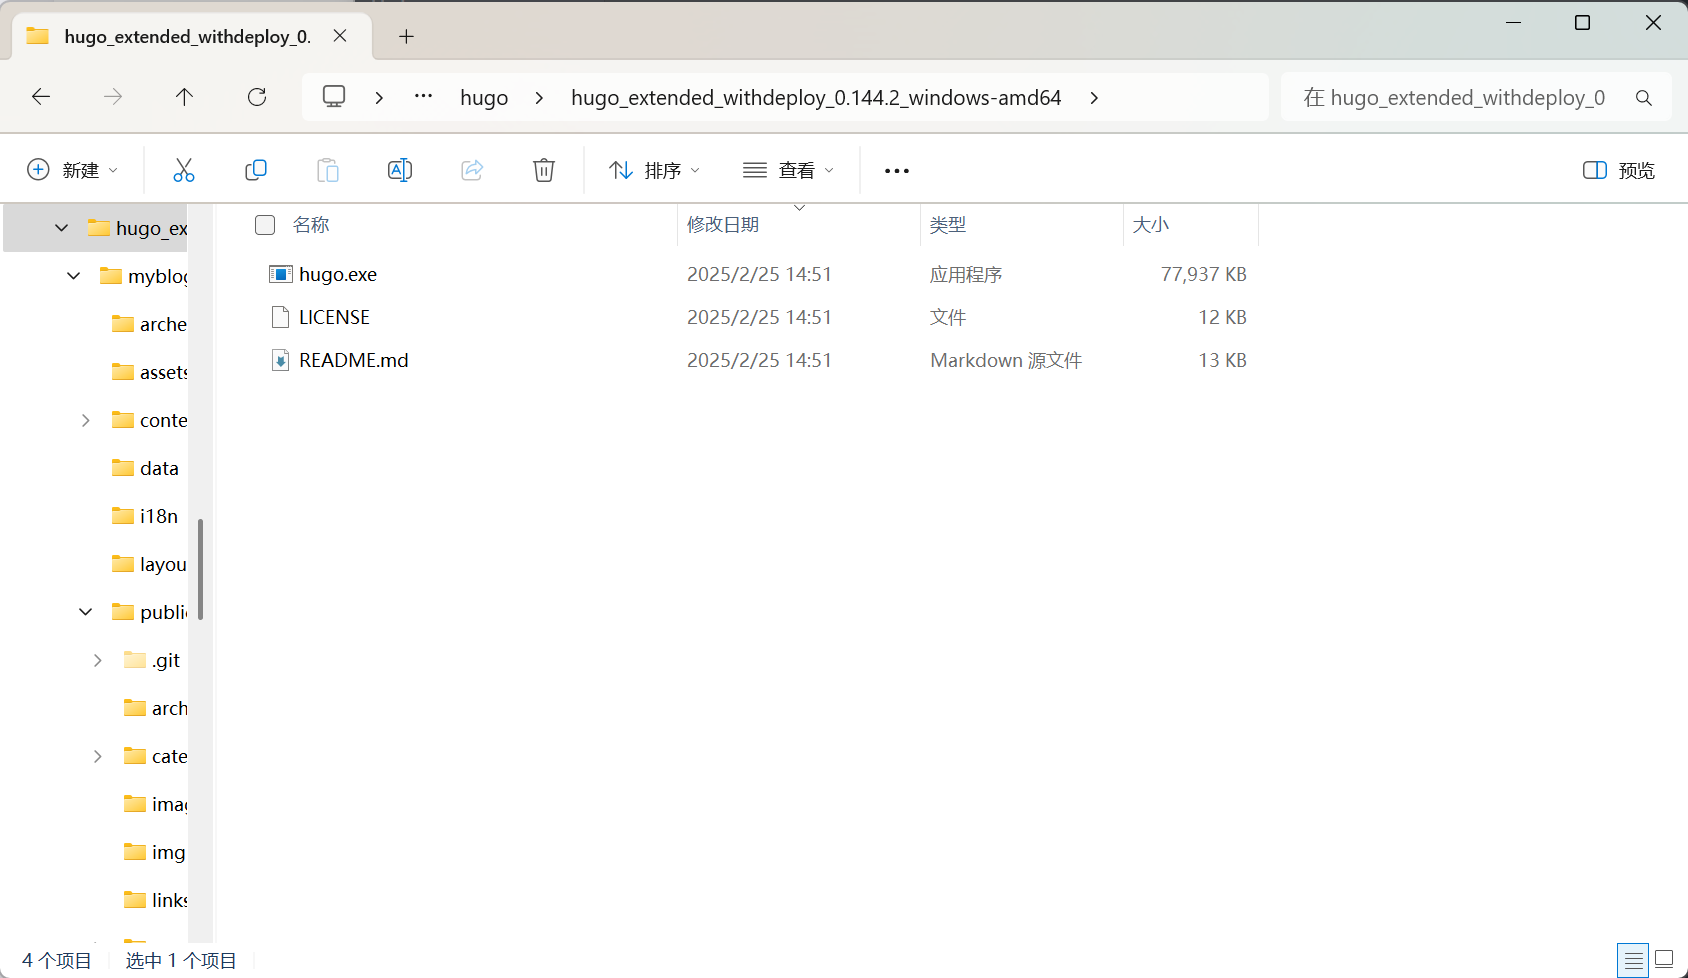 hugo_extended_withdeploy_0.
hugo
hugo_extended_withdeploy_0.144.2_windows-amd64
在 hugo_extended_withdeploy_0
新建
排序
查看
预览
hugo_ex
myblog
arche
assets
conte
data
i18n
layou
public
.git
arch
cate
imag
img
links
名称 修改日期 类型 大小
hugo.exe 2025/2/25 14:51 应用程序 77,937 KB
LICENSE 2025/2/25 14:51 文件 12 KB
README.md 2025/2/25 14:51 Markdown 源文件 13 KB
4 个项目 选中 1 个项目